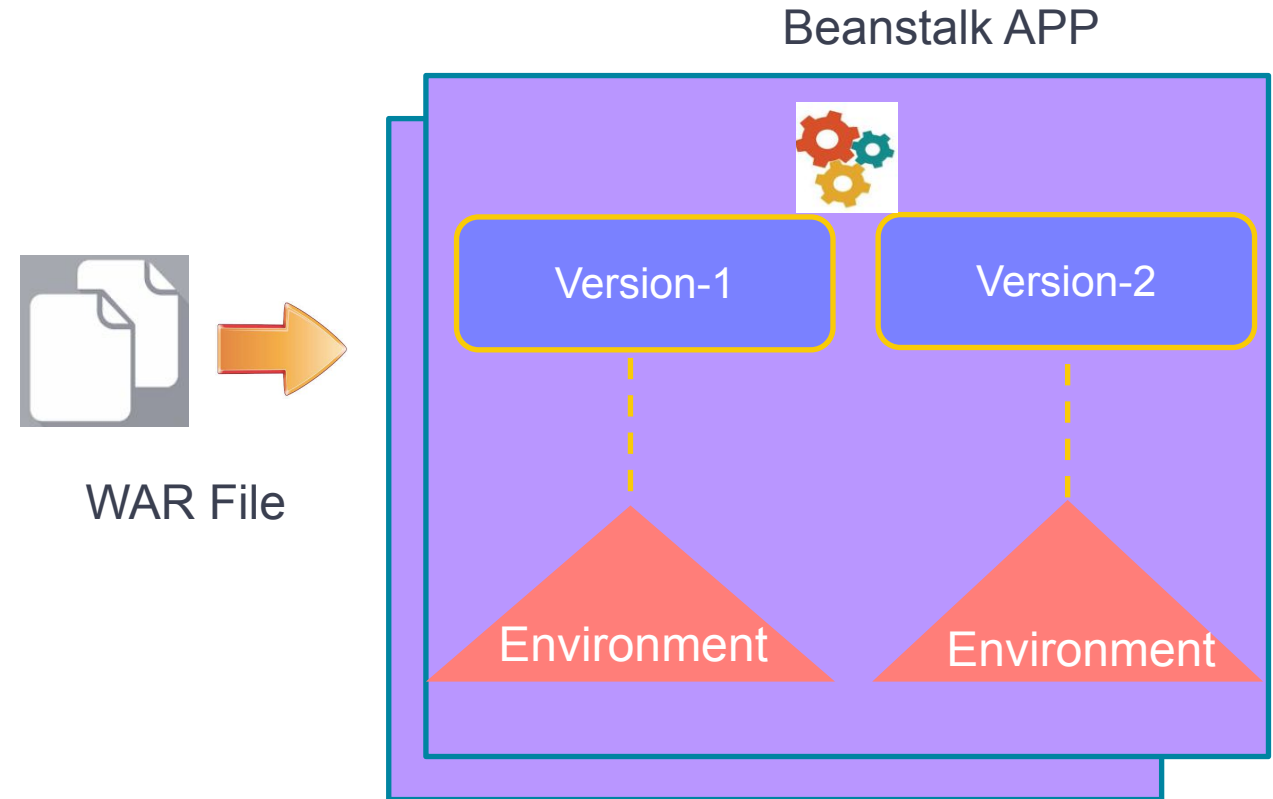 Beanstalk APP
Version-1
Version-2
WAR File
Environment
Environment